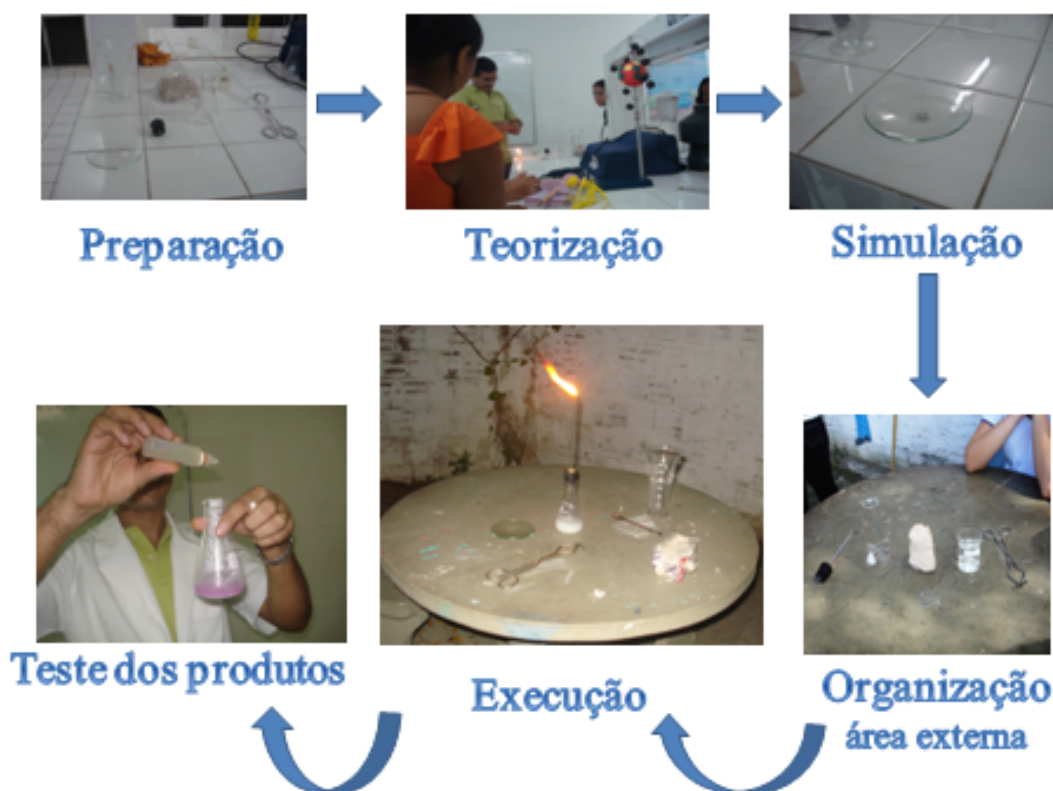 Preparação
Teorização
Simulação
Organização
área externa
Execução
Teste dos produtos